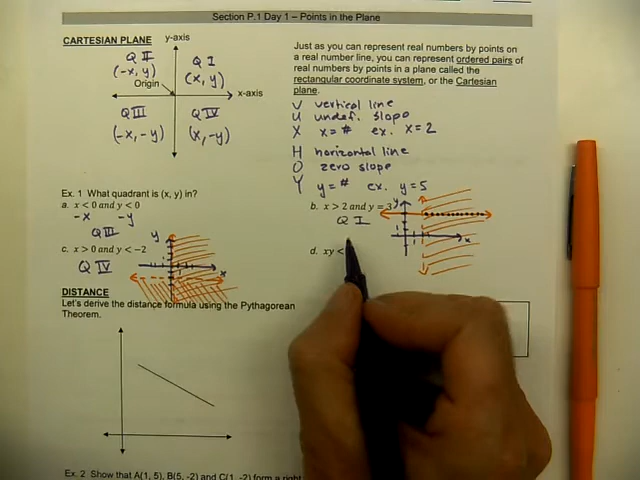 Section P.1 Day 1 – Points in the Plane
CARTESIAN PLANE
y-axis
Q II
(-x, y)
Q I
(x, y)
Origin
x-axis
Q III
(-x, -y)
Q IV
(x, -y)
Just as you can represent real numbers by points on
a real number line, you can represent ordered pairs of
real numbers by points in a plane called the
rectangular coordinate system, or the Cartesian
plane.
V vertical line
U undef. slope
X x = # ex. x = 2
H horizontal line
O zero slope
Y y = # ex. y = 5
Ex. 1 What quadrant is (x, y) in?
a. x < 0 and y < 0
-x -y
Q III
b. x > 2 and y = 3
Q I
y
x
c. x > 0 and y < -2
Q IV
y
x
d. xy <
DISTANCE
Let's derive the distance formula using the Pythagorean
Theorem.
Ex. 2 Show that A(1, 5), B(5, -2) and C(1, -2) form a right